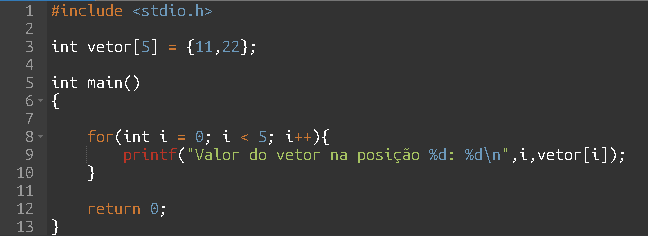 1 #include <stdio.h>
2
3 int vetor[5] = {11,22};
4
5 int main()
6 {
7
8 for(int i = 0; i < 5; i++){
9 printf("Valor do vetor na posição %d: %d\n",i,vetor[i]);
10 }
11
12 return 0;
13 }